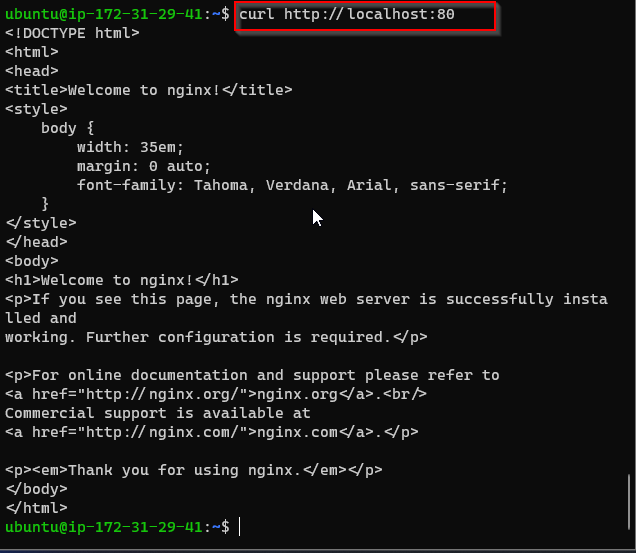 ubuntu@ip-172-31-29-41:~$ curl http://localhost:80
<!DOCTYPE html>
<html>
<head>
<title>Welcome to nginx!</title>
<style>
    body {
        width: 35em;
        margin: 0 auto;
        font-family: Tahoma, Verdana, Arial, sans-serif;
    }
</style>
</head>
<body>
<h1>Welcome to nginx!</h1>
<p>If you see this page, the nginx web server is successfully insta
lled and
working. Further configuration is required.</p>

<p>For online documentation and support please refer to
<a href="http://nginx.org/">nginx.org</a>.<br/>
Commercial support is available at
<a href="http://nginx.com/">nginx.com</a>.</p>

<p><em>Thank you for using nginx.</em></p>
</body>
</html>
ubuntu@ip-172-31-29-41:~$